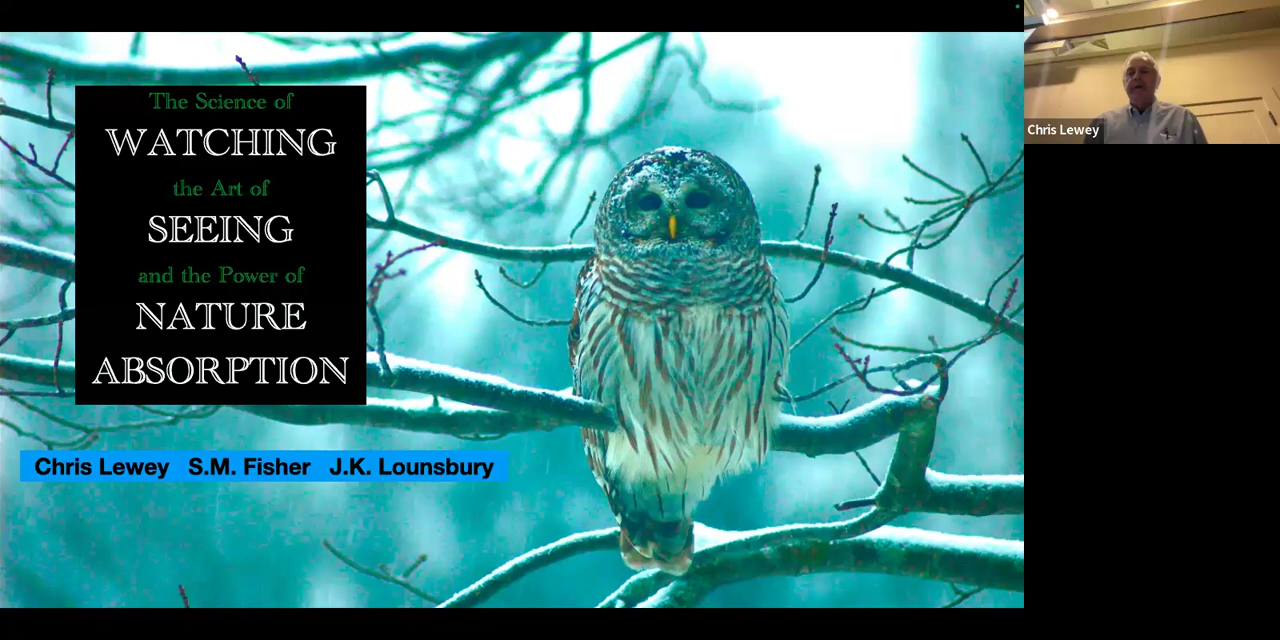 The Science of
WATCHING
the Art of
SEEING
and the Power of
NATURE
ABSORPTION
Chris Lewey S.M. Fisher J.K. Lounsbury
Chris Lewey